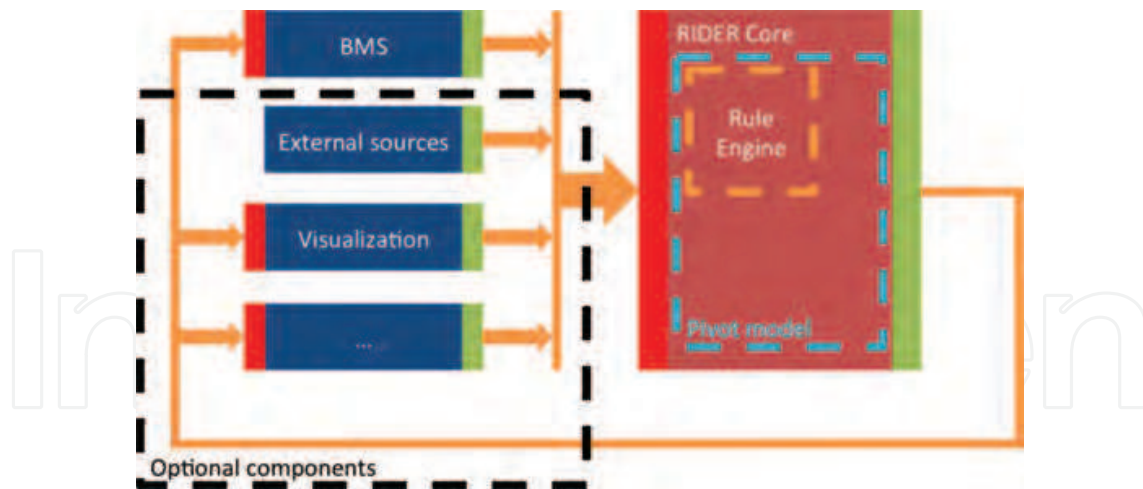 BMS
External sources
Visualization
...
Optional components
RIDER Core
Rule
Engine
Pivot model